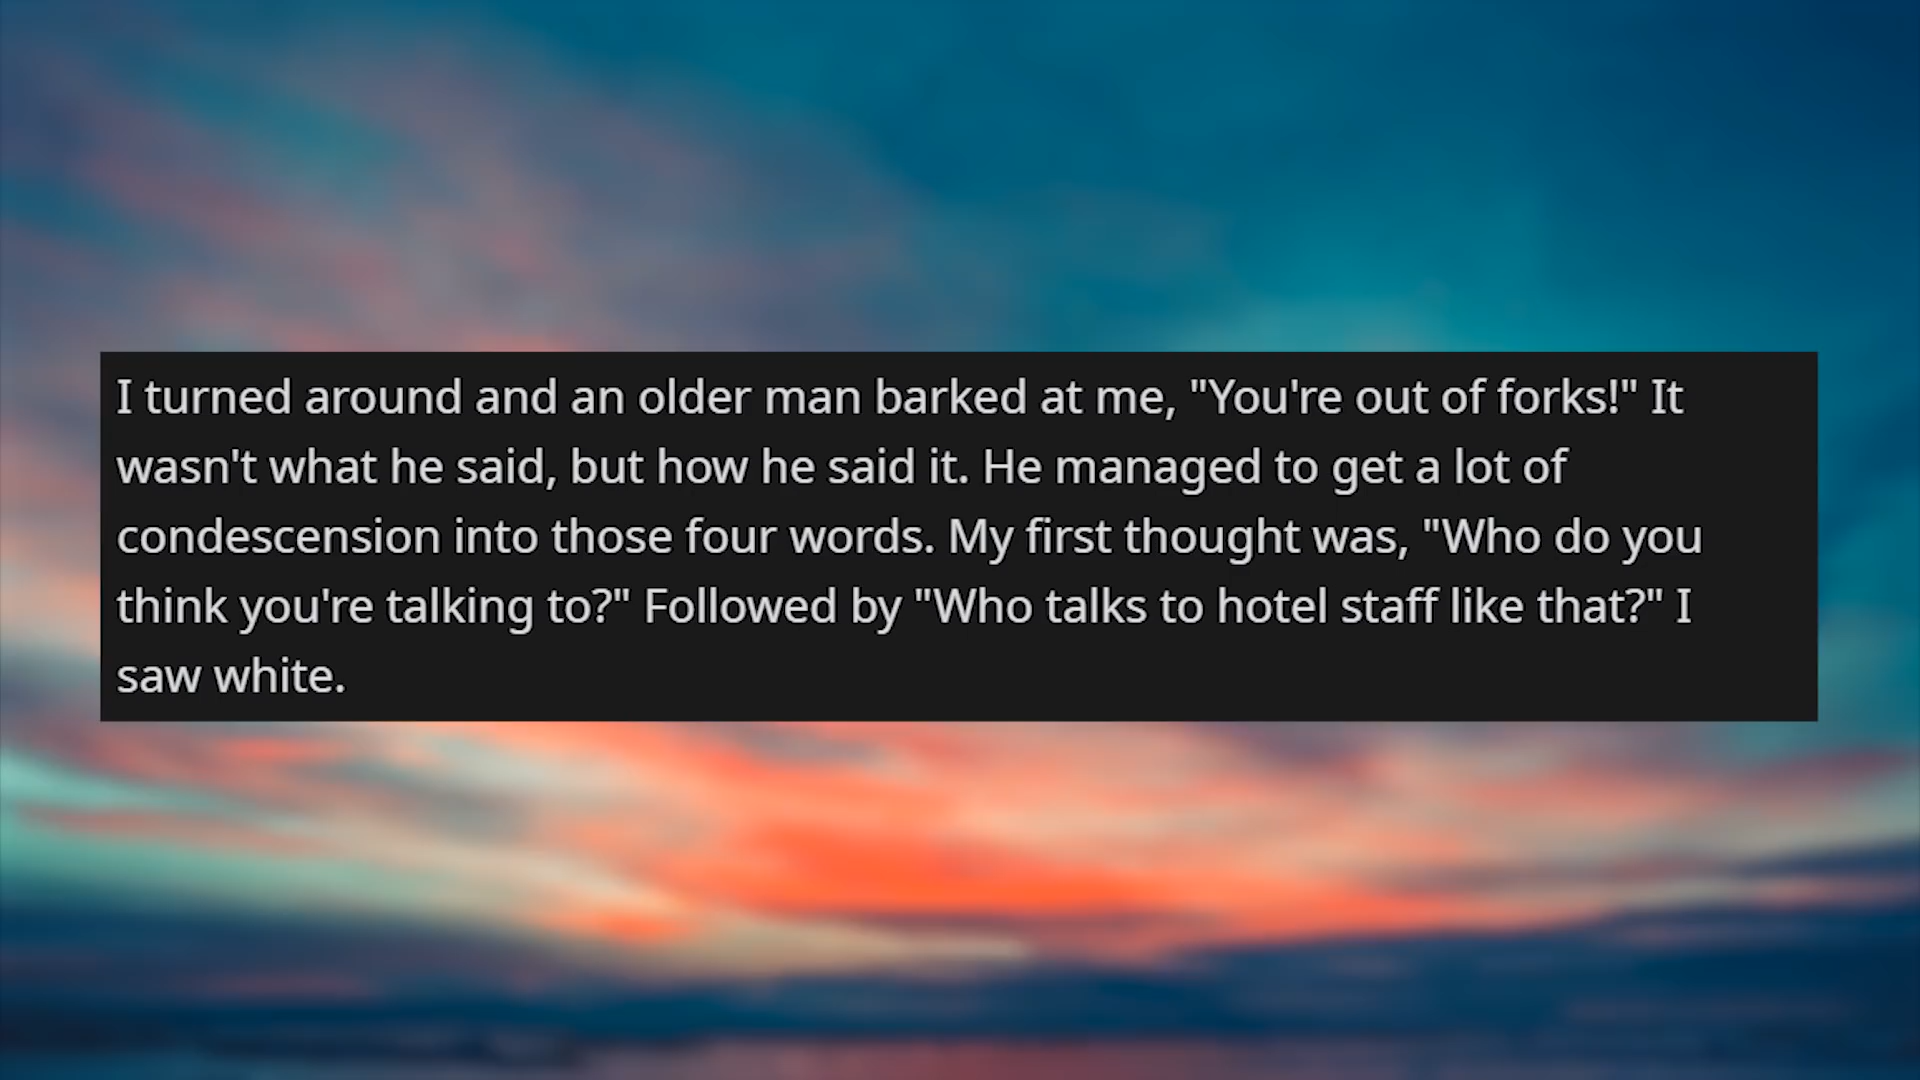 I turned around and an older man barked at me, "You're out of forks!" It
wasn't what he said, but how he said it. He managed to get a lot of
condescension into those four words. My first thought was, "Who do you
think you're talking to?" Followed by "Who talks to hotel staff like that?" I
saw white.